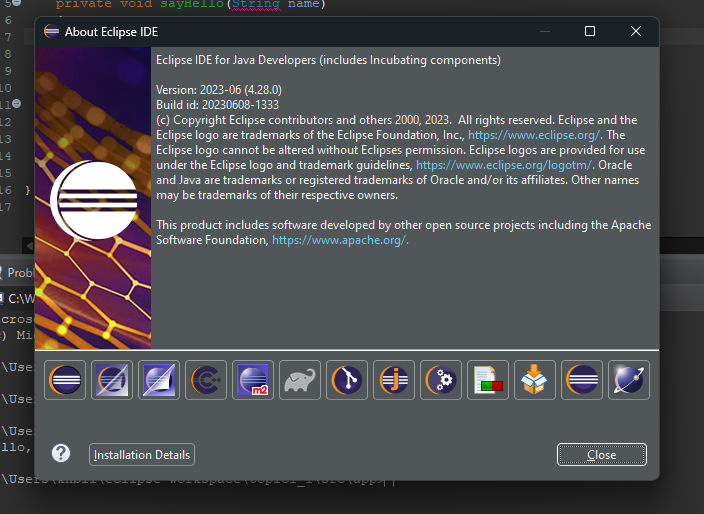 5
private void sayHello(String name)
6
About Eclipse IDE
7
8
9
10
11
12
13
14
15
16 }
17
Eclipse IDE for Java Developers (includes Incubating components)
Version: 2023-06 (4.28.0)
Build id: 20230608-1333
(c) Copyright Eclipse contributors and others 2000, 2023.  All rights reserved. Eclipse and the
Eclipse logo are trademarks of the Eclipse Foundation, Inc., https://www.eclipse.org/. The
Eclipse logo cannot be altered without Eclipses permission. Eclipse logos are provided for use
under the Eclipse logo and trademark guidelines, https://www.eclipse.org/logotm/. Oracle
and Java are trademarks or registered trademarks of Oracle and/or its affiliates. Other names
may be trademarks of their respective owners.
This product includes software developed by other open source projects including the Apache
Software Foundation, https://www.apache.org/.
Probl
C:\W
icros
c) Mi
:\User
:\User
:\User
llo,
m2
Installation Details
Close